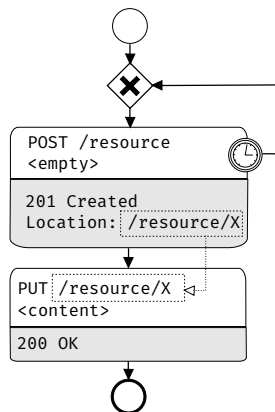 POST /resource
<empty>
201 Created
Location: /resource/X
PUT /resource/X
<content>
200 OK